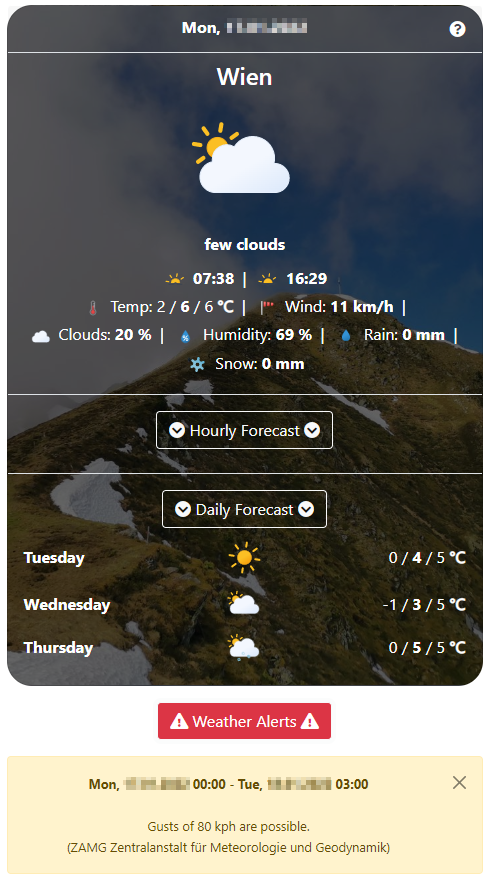 Mon,
Wien
few clouds
07:38 | 16:29
Temp: 2 / 6 / 6 °C | Wind: 11 km/h |
Clouds: 20 % | Humidity: 69 % | Rain: 0 mm |
Snow: 0 mm
Hourly Forecast
Daily Forecast
Tuesday 0 / 4 / 5 °C
Wednesday -1 / 3 / 5 °C
Thursday 0 / 5 / 5 °C
Weather Alerts
Mon, 00:00 - Tue, 03:00
Gusts of 80 kph are possible.
(ZAMG Zentralanstalt für Meteorologie und Geodynamik)